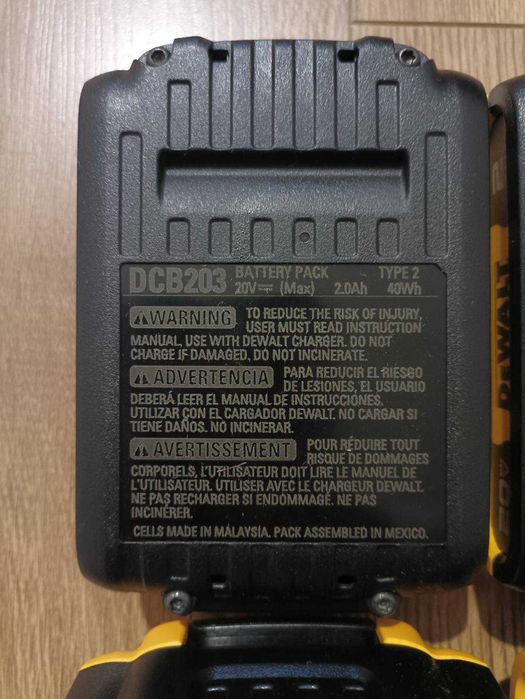 DCB203 BATTERY PACK TYPE 2
20V⎓ (Max) 2.0Ah 40Wh
⚠WARNING TO REDUCE THE RISK OF INJURY,
USER MUST READ INSTRUCTION
MANUAL, USE WITH DEWALT CHARGER. DO NOT
CHARGE IF DAMAGED, DO NOT INCINERATE.
⚠ADVERTENCIA PARA REDUCIR EL RIESGO
DE LESIONES, EL USUARIO
DEBERÁ LEER EL MANUAL DE INSTRUCCIONES.
UTILIZAR CON EL CARGADOR DEWALT. NO CARGAR SI
TIENE DAÑOS. NO INCINERAR.
⚠AVERTISSEMENT POUR RÉDUIRE TOUT
RISQUE DE DOMMAGES
CORPORELS, L'UTILISATEUR DOIT LIRE LE MANUEL DE
L'UTILISATEUR. UTILISER AVEC LE CHARGEUR DEWALT.
NE PAS RECHARGER SI ENDOMMAGÉ. NE PAS
INCINÉRER.
CELLS MADE IN MALAYSIA. PACK ASSEMBLED IN MEXICO.
DEWALT